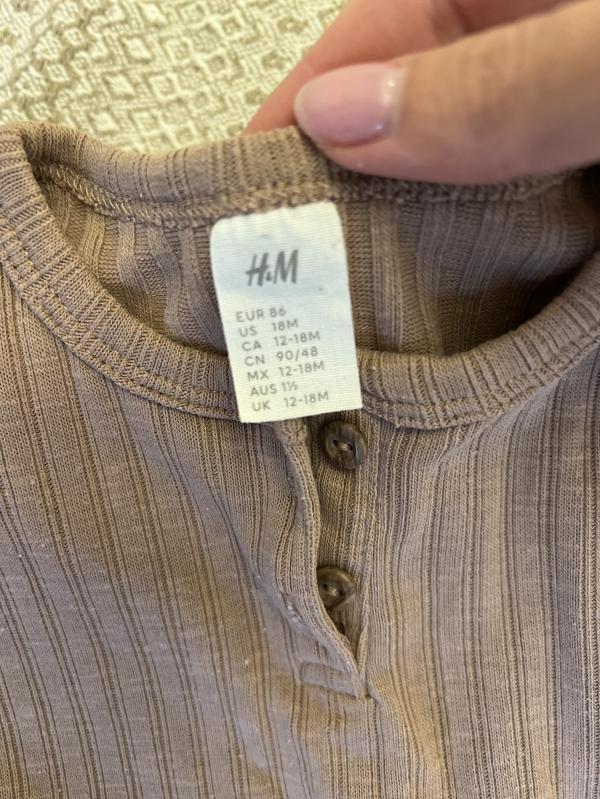 H&M
EUR 86
US 18M
CA 12-18M
CN 90/48
MX 12-18M
AUS 1½
UK 12-18M